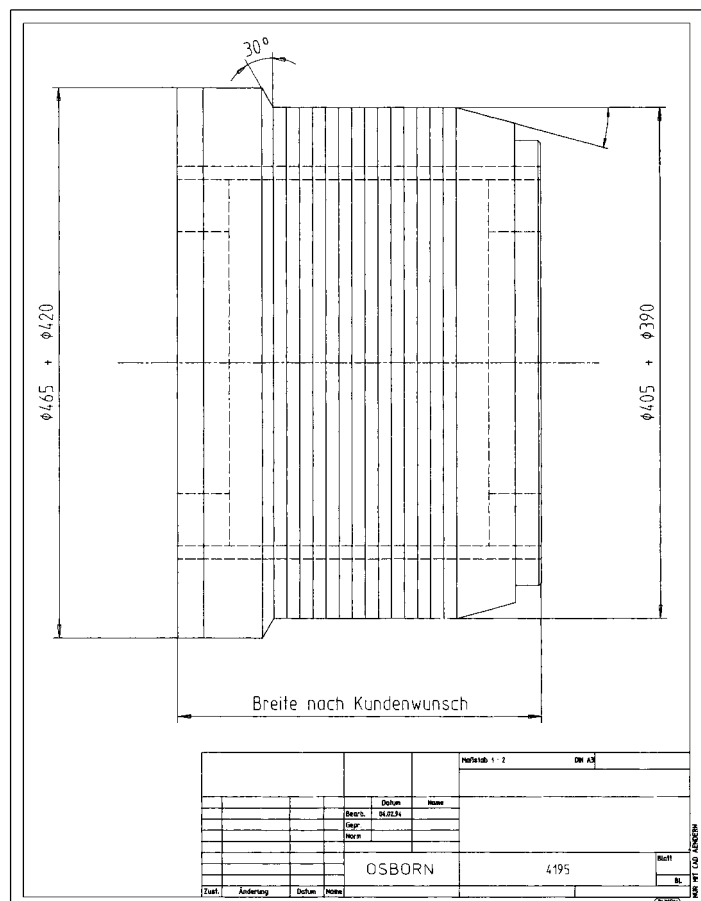 30°
ϕ465 + ϕ420
ϕ405 + ϕ390
Breite nach Kundenwunsch
Maßstab 1 : 2 DIN A3
Datum Name
Bearb. 04.02.94
Gepr.
Norm
OSBORN 4195 Blatt
BL
Zust. Änderung Datum Name
NUR MIT CAD AENDERN